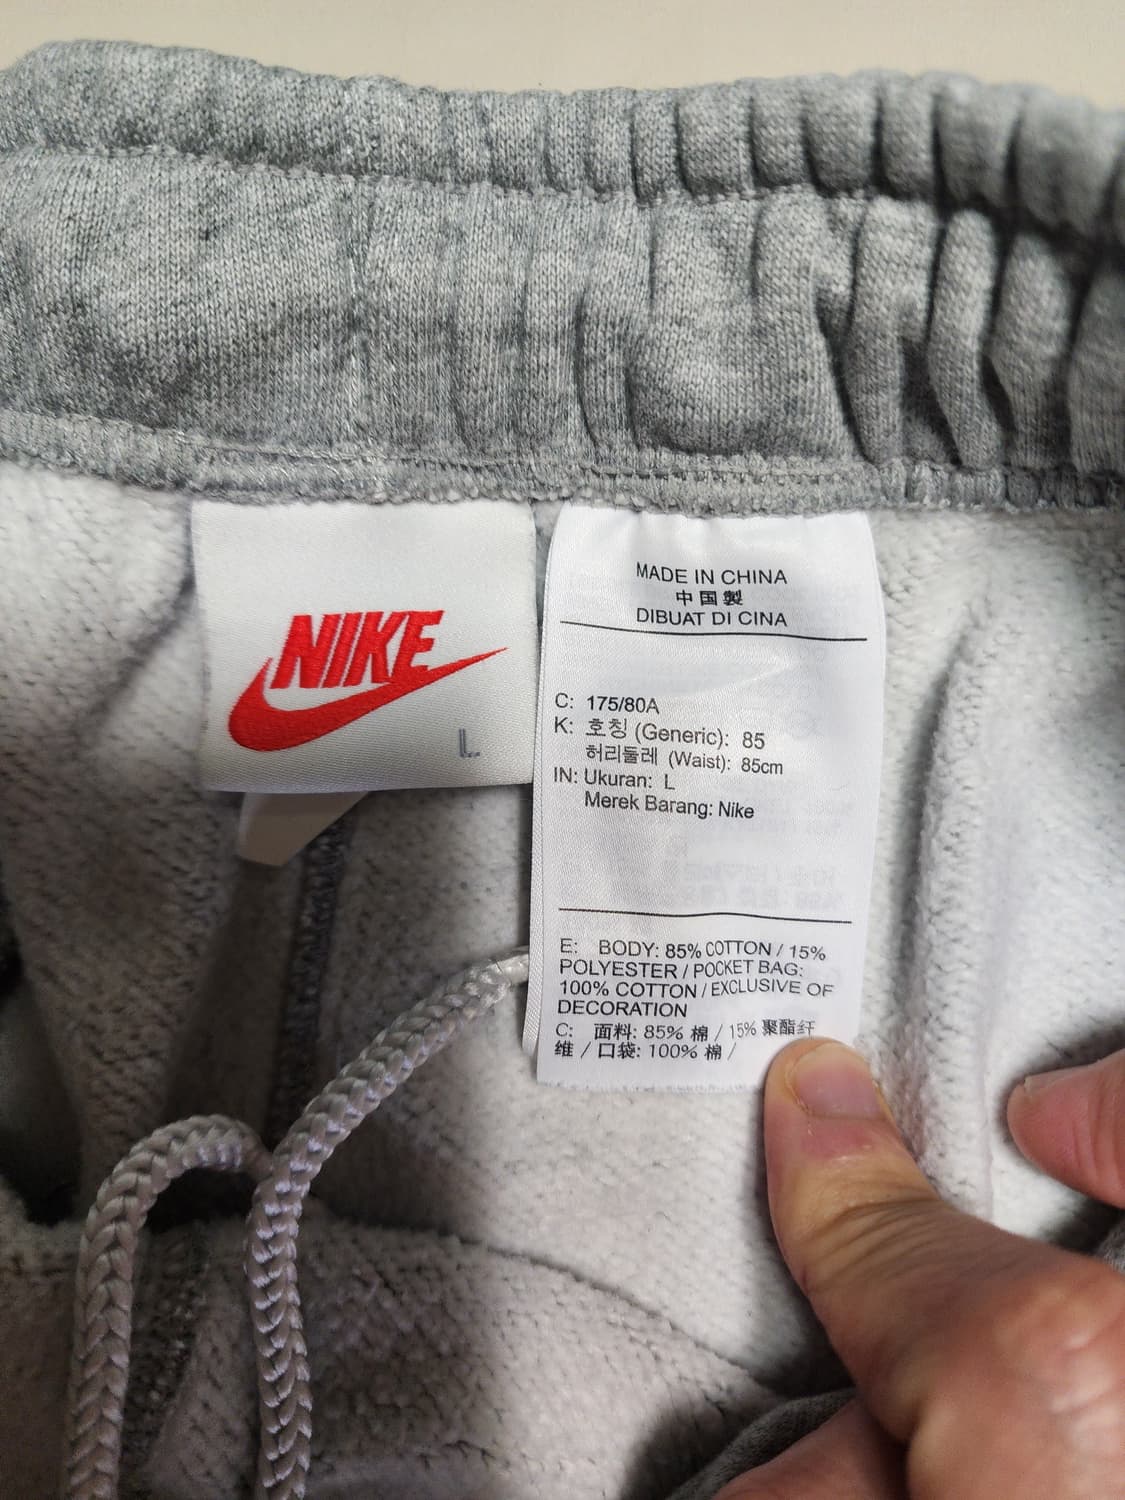 NIKE
L
MADE IN CHINA
中国製
DIBUAT DI CINA
C: 175/80A
K: 호칭 (Generic): 85
허리둘레 (Waist): 85cm
IN: Ukuran: L
Merek Barang: Nike
E: BODY: 85% COTTON / 15%
POLYESTER / POCKET BAG:
100% COTTON / EXCLUSIVE OF
DECORATION
C: 面料: 85% 棉 / 15% 聚酯纤
维 / 口袋: 100% 棉 /